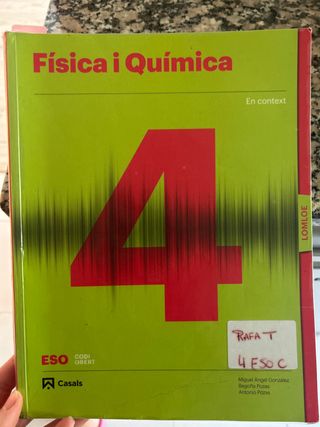 Física i Química
En context
4
LOMLOE
RAFA T
4 ESO C
ESO CODI OBERT
Casals
Miguel Ángel González
Begoña Puras
Antonio Pozas